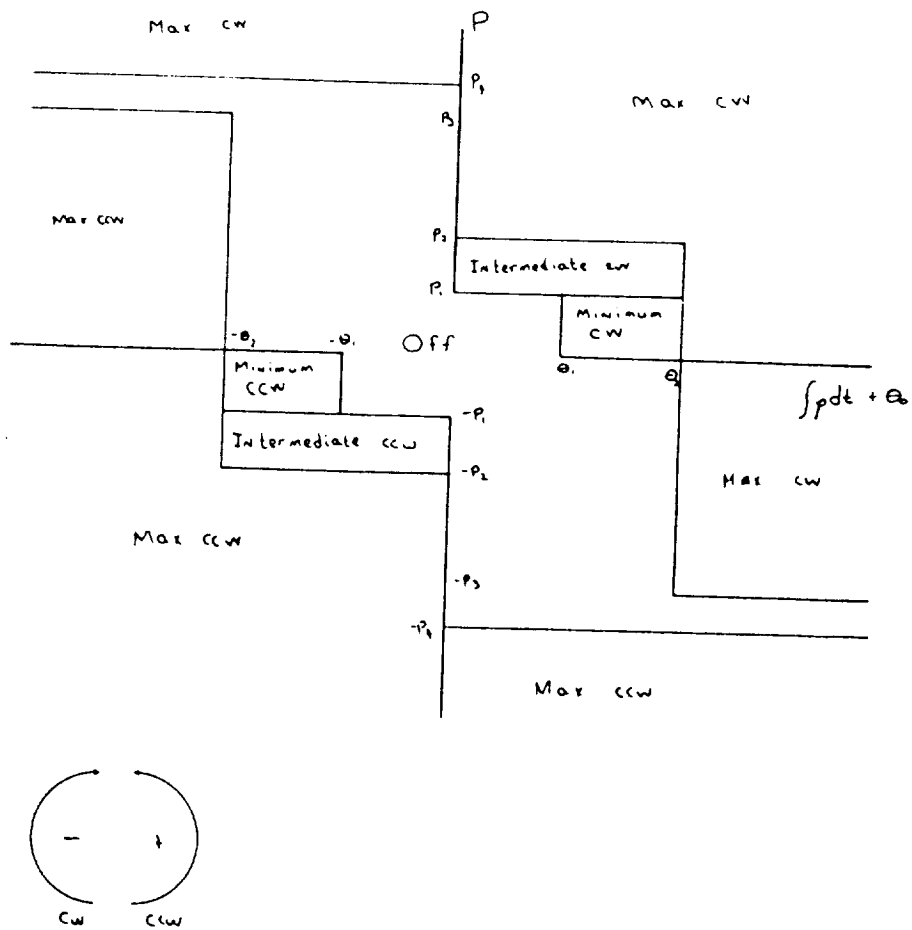 Max CW
P
P₄
Max CW
P₃
Max CCW
P₂
Intermediate CW
P₁
Minimum
CW
-θ₂
-θ₁
Off
θ₁
θ₂
Minimum
CCW
∫pdt + θ₀
-P₁
Intermediate CCW
-P₂
Max CW
Max CCW
-P₃
-P₄
Max CCW
- +
CW CCW